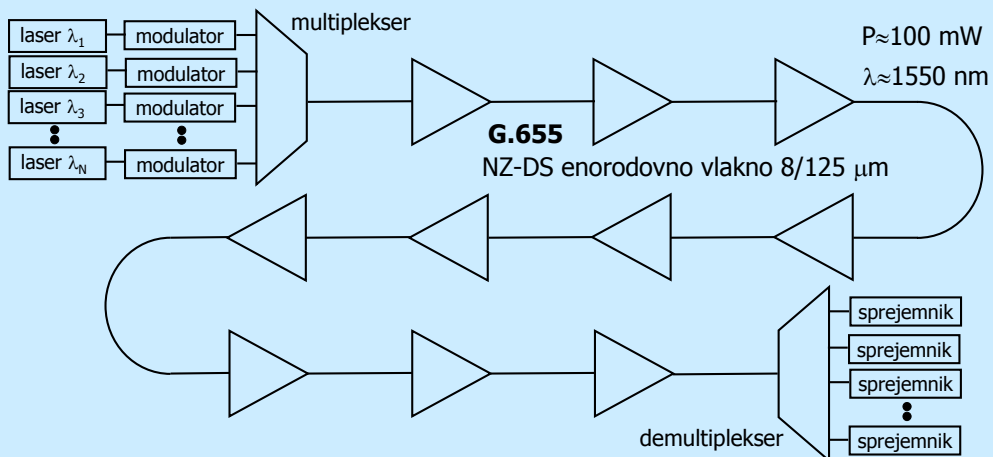 multiplekser
laser λ1 modulator
laser λ2 modulator
laser λ3 modulator
laser λN modulator
P≈100 mW
λ≈1550 nm
G.655
NZ-DS enorodovno vlakno 8/125 μm
sprejemnik
sprejemnik
sprejemnik
sprejemnik
demultiplekser